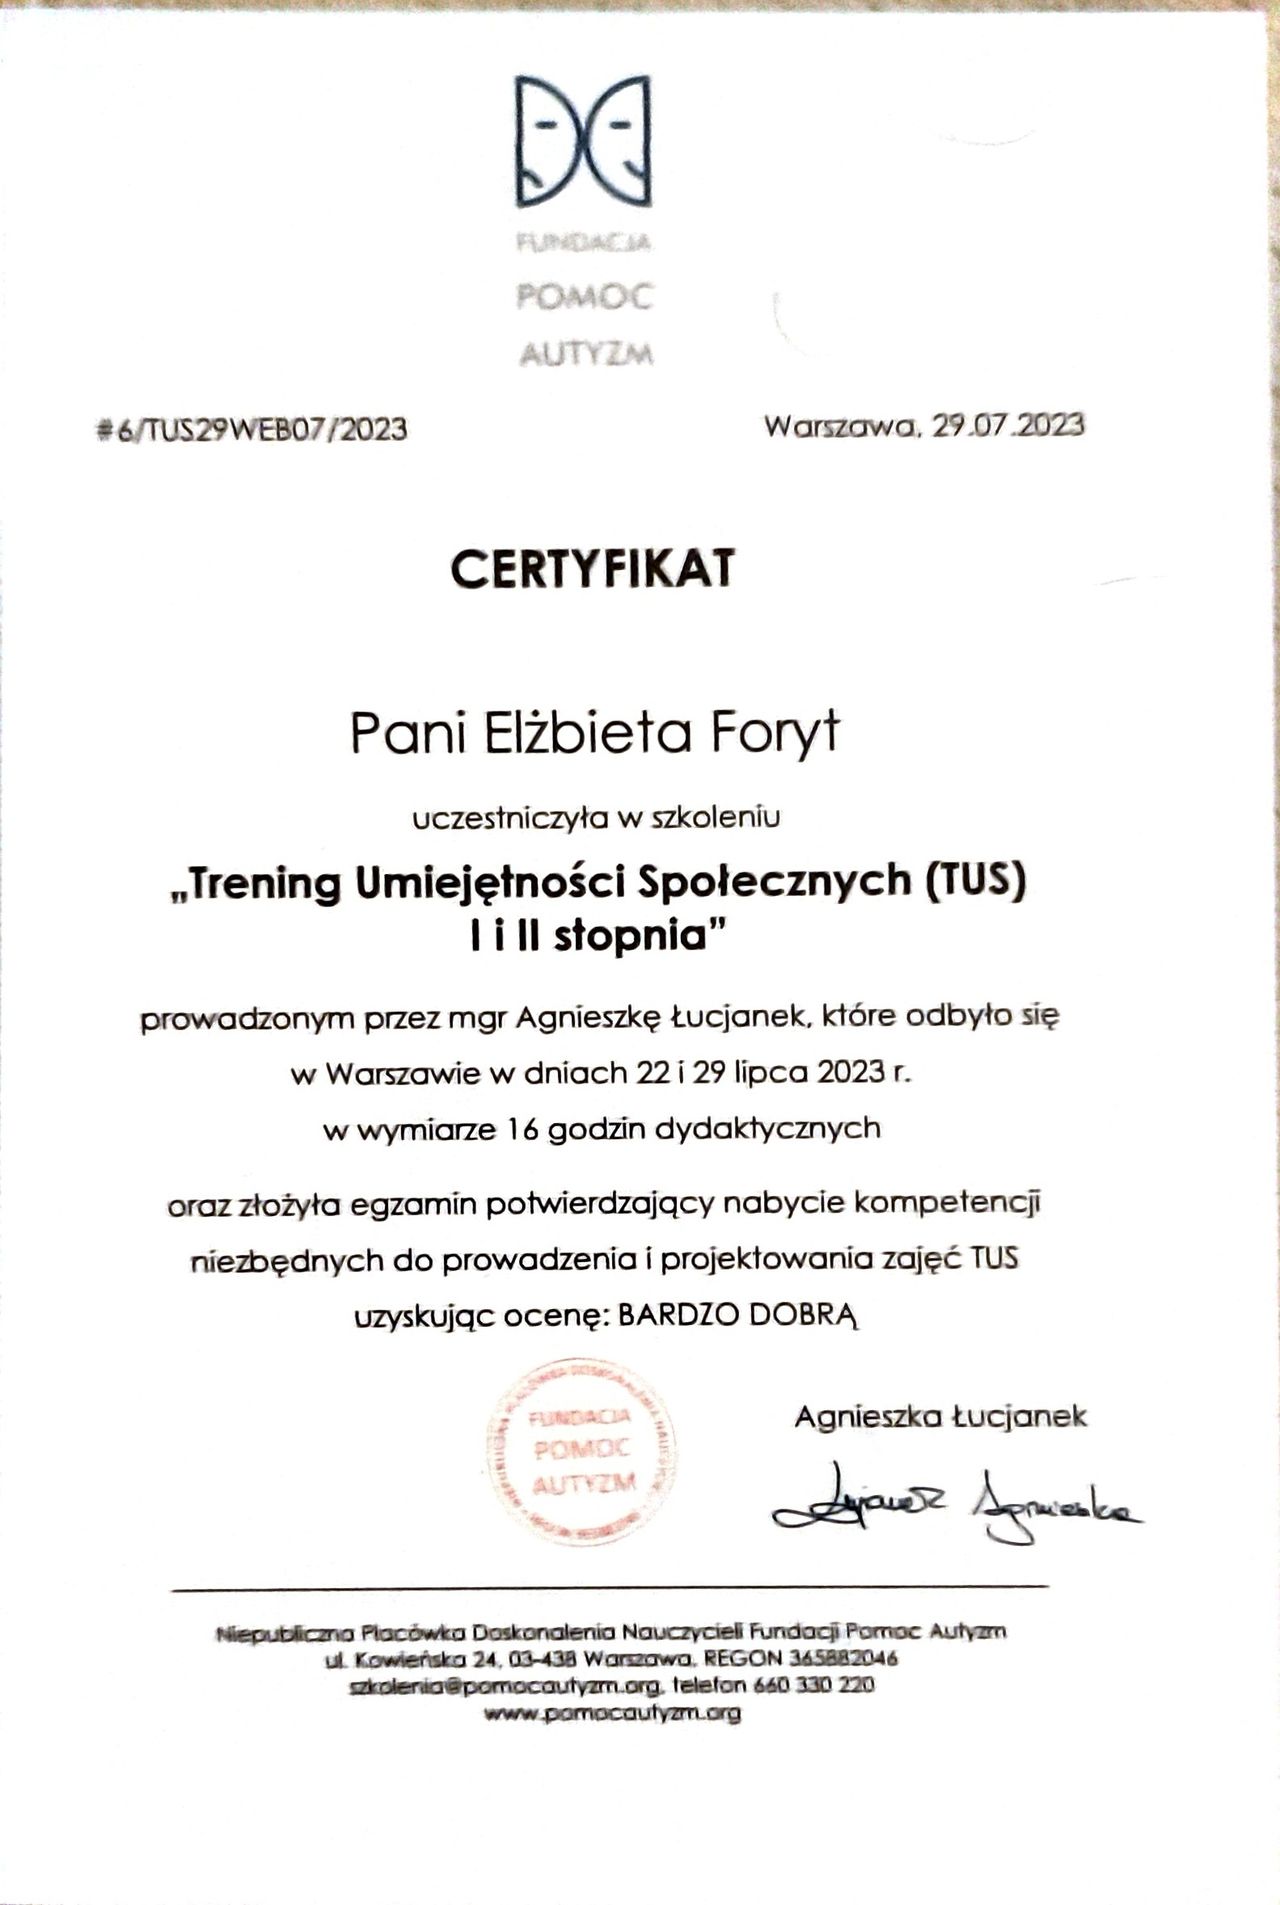 FUNDACJA
POMOC
AUTYZM
#6/TUS29WEB07/2023
Warszawa, 29.07.2023
CERTYFIKAT
Pani Elżbieta Foryt
uczestniczyła w szkoleniu
„Trening Umiejętności Społecznych (TUS)
I i II stopnia”
prowadzonym przez mgr Agnieszkę Łucjanek, które odbyło się
w Warszawie w dniach 22 i 29 lipca 2023 r.
w wymiarze 16 godzin dydaktycznych
oraz złożyła egzamin potwierdzający nabycie kompetencji
niezbędnych do prowadzenia i projektowania zajęć TUS
uzyskując ocenę: BARDZO DOBRĄ
FUNDACJA
POMOC
AUTYZM
Agnieszka Łucjanek
Łucjanek Agnieszka
Niepubliczna Placówka Doskonalenia Nauczycieli Fundacji Pomoc Autyzm
ul. Kowieńska 24, 03-438 Warszawa, REGON 365882046
szkolenia@pomocautyzm.org, telefon 660 330 220
www.pomocautyzm.org